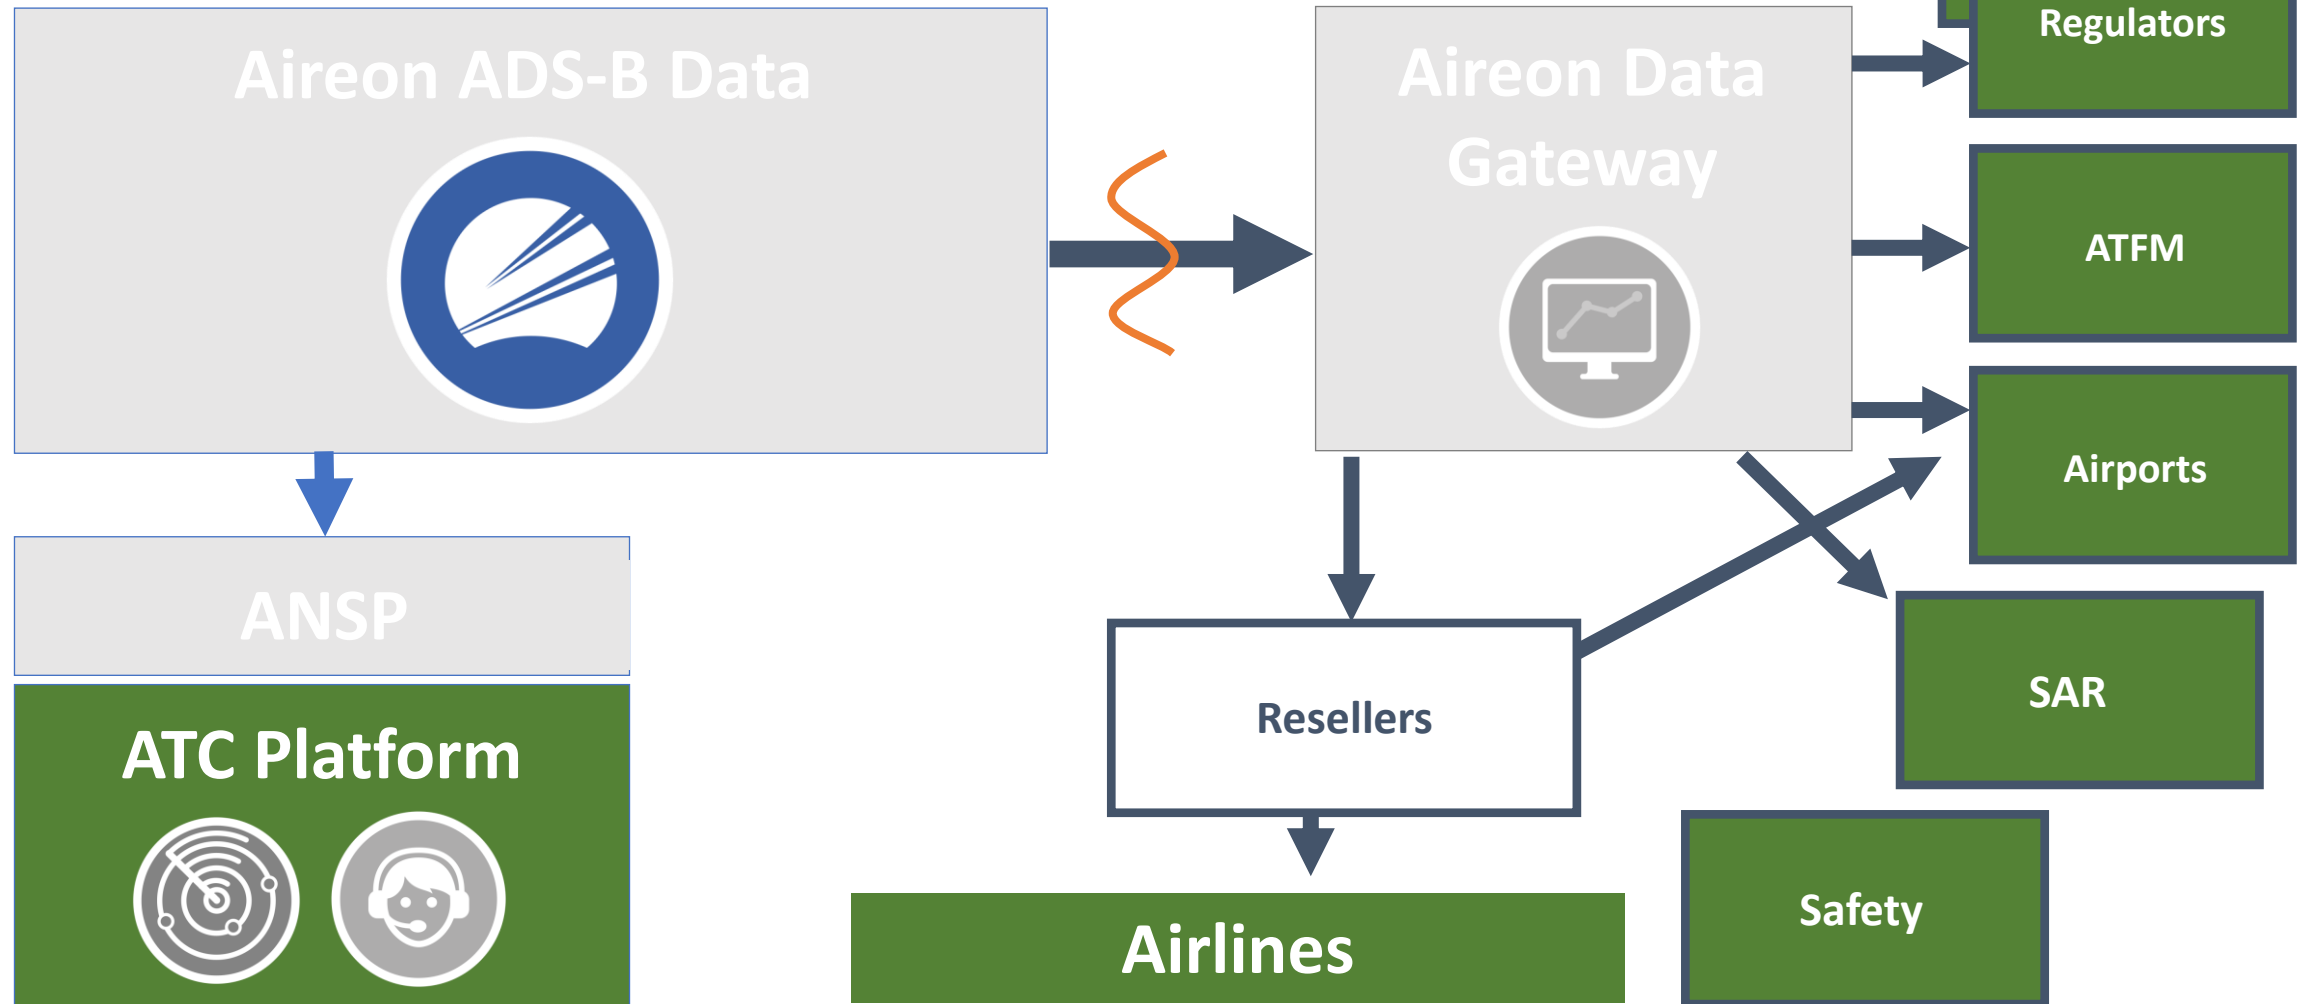 Aireon ADS-B Data
Aireon Data
Gateway
Regulators
ATFM
Airports
ANSP
ATC Platform
Resellers
SAR
Safety
Airlines